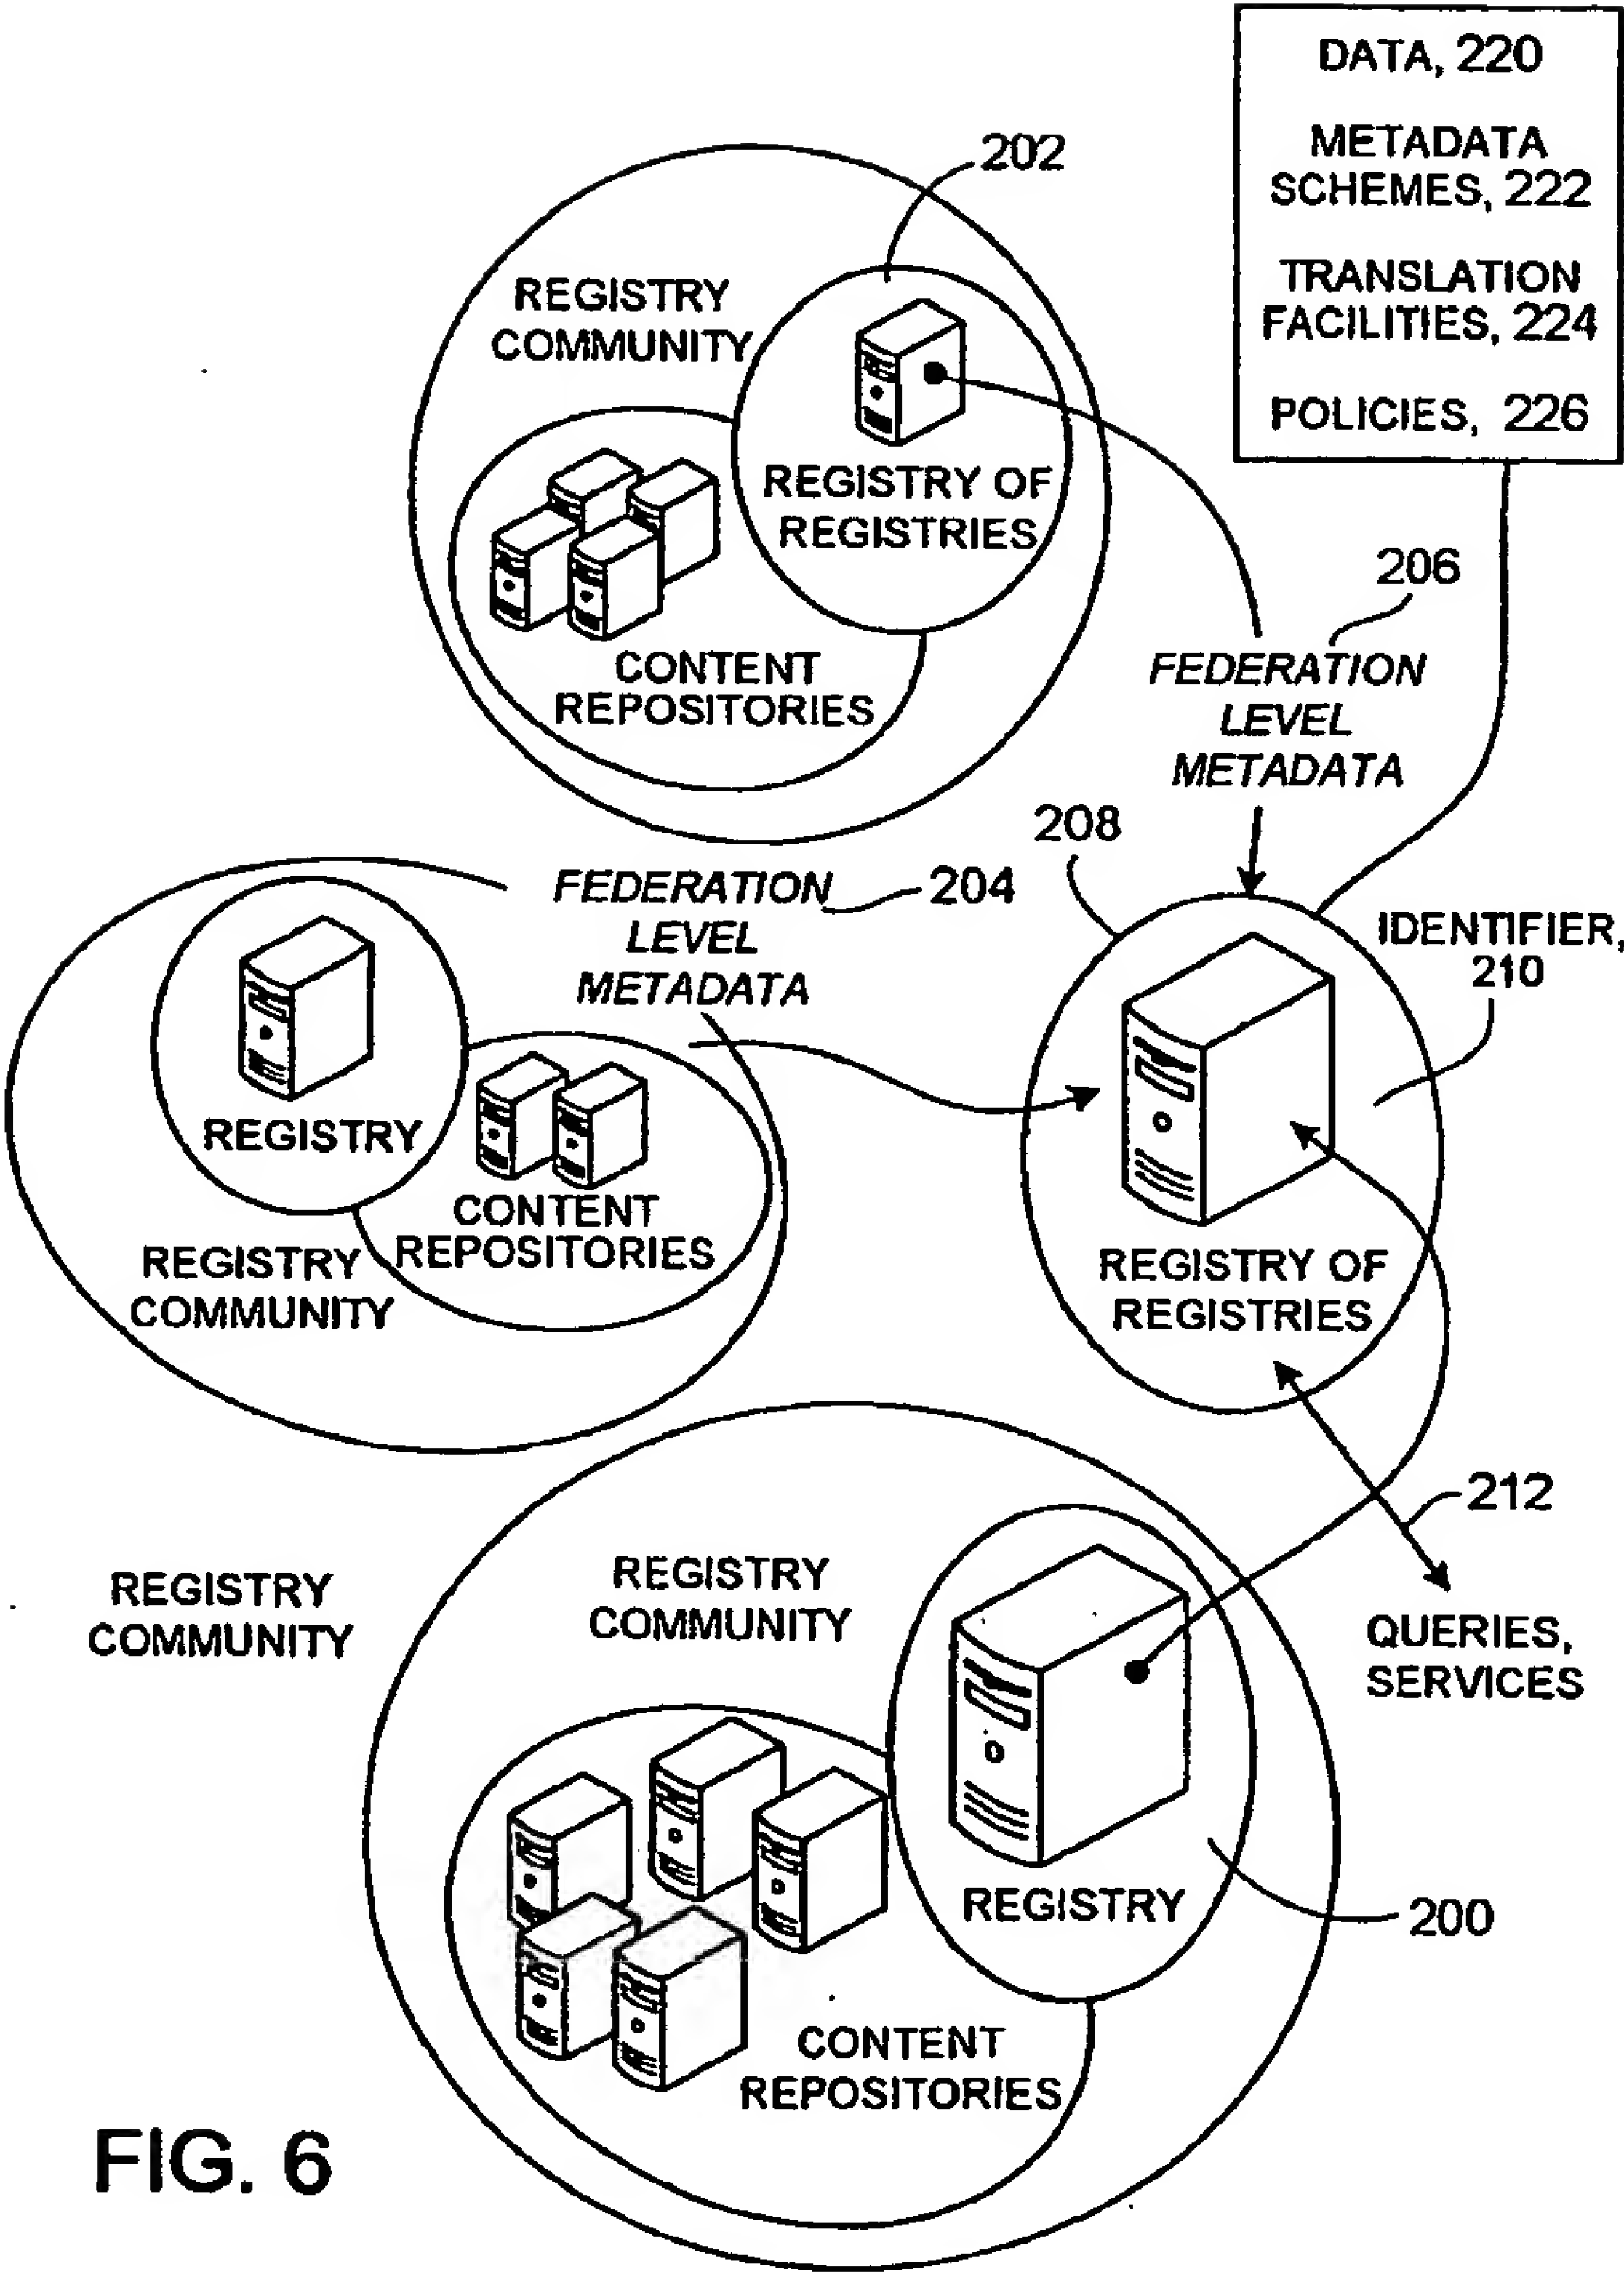 DATA, 220
METADATA
SCHEMES, 222
TRANSLATION
FACILITIES, 224
POLICIES, 226
202
REGISTRY
COMMUNITY
REGISTRY OF
REGISTRIES
CONTENT
REPOSITORIES
206
FEDERATION
LEVEL
METADATA
208
FEDERATION
LEVEL
METADATA
204
IDENTIFIER,
210
REGISTRY
CONTENT
REPOSITORIES
REGISTRY
COMMUNITY
REGISTRY OF
REGISTRIES
212
REGISTRY
COMMUNITY
REGISTRY
COMMUNITY
QUERIES,
SERVICES
REGISTRY
200
CONTENT
REPOSITORIES
FIG. 6